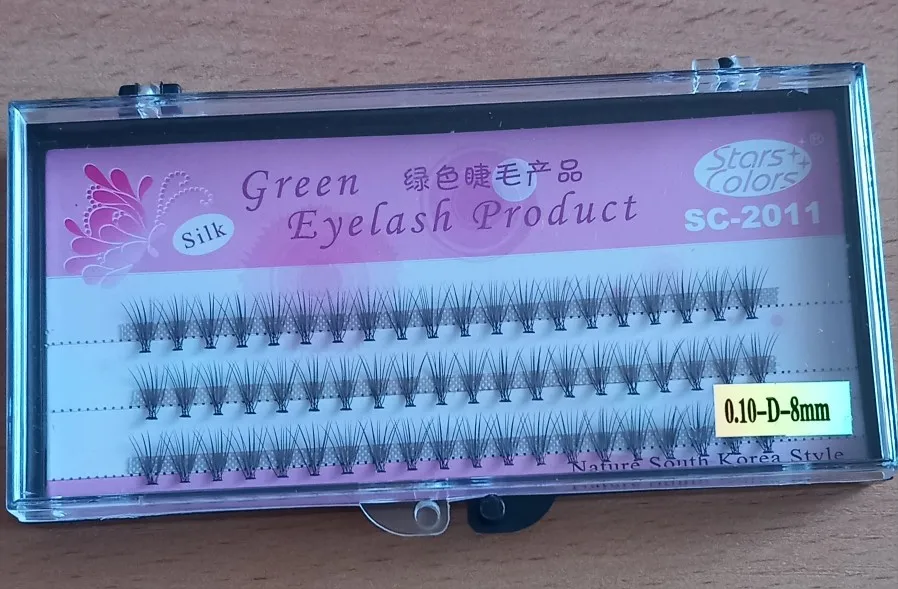 Green 绿色睫毛产品
Eyelash Product
Silk
Stars
Colors
®
SC-2011
0.10-D-8mm
Nature South Korea Style